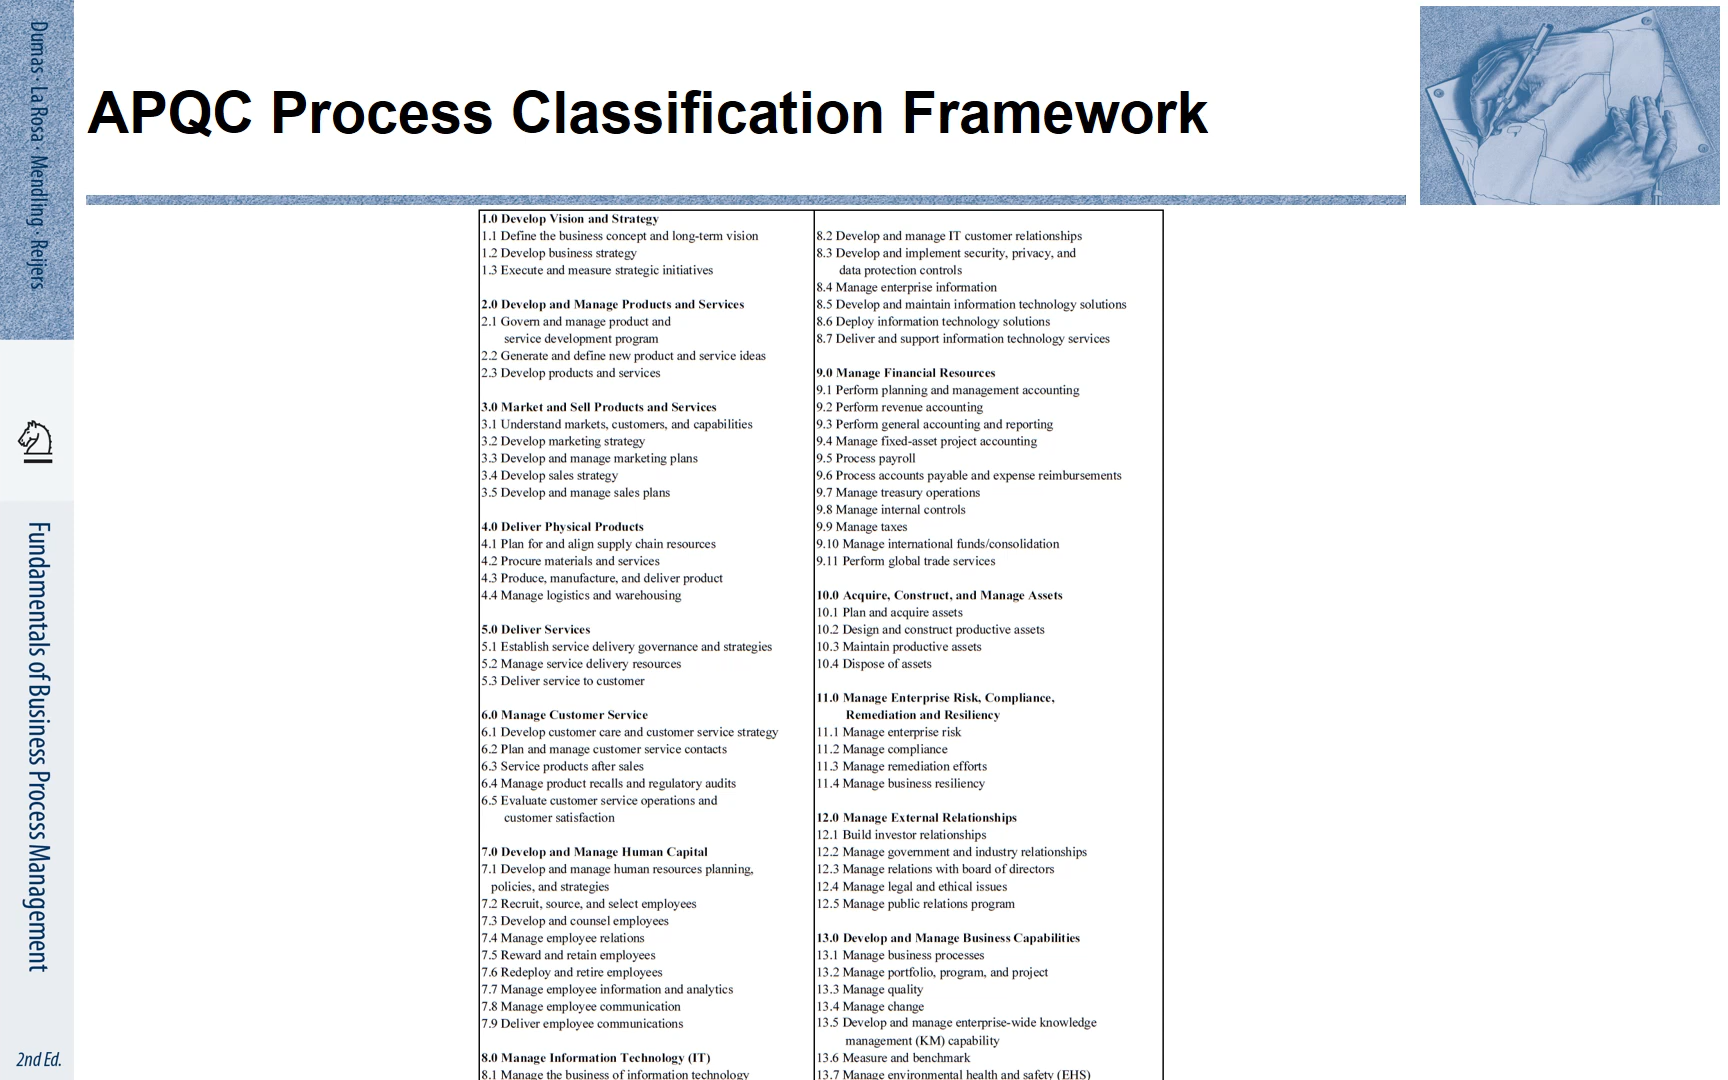 Dumas · La Rosa · Mendling · Reijers
Fundamentals of Business Process Management
2nd Ed.
APQC Process Classification Framework
1.0 Develop Vision and Strategy
1.1 Define the business concept and long-term vision
1.2 Develop business strategy
1.3 Execute and measure strategic initiatives
2.0 Develop and Manage Products and Services
2.1 Govern and manage product and
service development program
2.2 Generate and define new product and service ideas
2.3 Develop products and services
3.0 Market and Sell Products and Services
3.1 Understand markets, customers, and capabilities
3.2 Develop marketing strategy
3.3 Develop and manage marketing plans
3.4 Develop sales strategy
3.5 Develop and manage sales plans
4.0 Deliver Physical Products
4.1 Plan for and align supply chain resources
4.2 Procure materials and services
4.3 Produce, manufacture, and deliver product
4.4 Manage logistics and warehousing
5.0 Deliver Services
5.1 Establish service delivery governance and strategies
5.2 Manage service delivery resources
5.3 Deliver service to customer
6.0 Manage Customer Service
6.1 Develop customer care and customer service strategy
6.2 Plan and manage customer service contacts
6.3 Service products after sales
6.4 Manage product recalls and regulatory audits
6.5 Evaluate customer service operations and
customer satisfaction
7.0 Develop and Manage Human Capital
7.1 Develop and manage human resources planning,
policies, and strategies
7.2 Recruit, source, and select employees
7.3 Develop and counsel employees
7.4 Manage employee relations
7.5 Reward and retain employees
7.6 Redeploy and retire employees
7.7 Manage employee information and analytics
7.8 Manage employee communication
7.9 Deliver employee communications
8.0 Manage Information Technology (IT)
8.1 Manage the business of information technology
8.2 Develop and manage IT customer relationships
8.3 Develop and implement security, privacy, and
data protection controls
8.4 Manage enterprise information
8.5 Develop and maintain information technology solutions
8.6 Deploy information technology solutions
8.7 Deliver and support information technology services
9.0 Manage Financial Resources
9.1 Perform planning and management accounting
9.2 Perform revenue accounting
9.3 Perform general accounting and reporting
9.4 Manage fixed-asset project accounting
9.5 Process payroll
9.6 Process accounts payable and expense reimbursements
9.7 Manage treasury operations
9.8 Manage internal controls
9.9 Manage taxes
9.10 Manage international funds/consolidation
9.11 Perform global trade services
10.0 Acquire, Construct, and Manage Assets
10.1 Plan and acquire assets
10.2 Design and construct productive assets
10.3 Maintain productive assets
10.4 Dispose of assets
11.0 Manage Enterprise Risk, Compliance,
Remediation and Resiliency
11.1 Manage enterprise risk
11.2 Manage compliance
11.3 Manage remediation efforts
11.4 Manage business resiliency
12.0 Manage External Relationships
12.1 Build investor relationships
12.2 Manage government and industry relationships
12.3 Manage relations with board of directors
12.4 Manage legal and ethical issues
12.5 Manage public relations program
13.0 Develop and Manage Business Capabilities
13.1 Manage business processes
13.2 Manage portfolio, program, and project
13.3 Manage quality
13.4 Manage change
13.5 Develop and manage enterprise-wide knowledge
management (KM) capability
13.6 Measure and benchmark
13.7 Manage environmental health and safety (EHS)